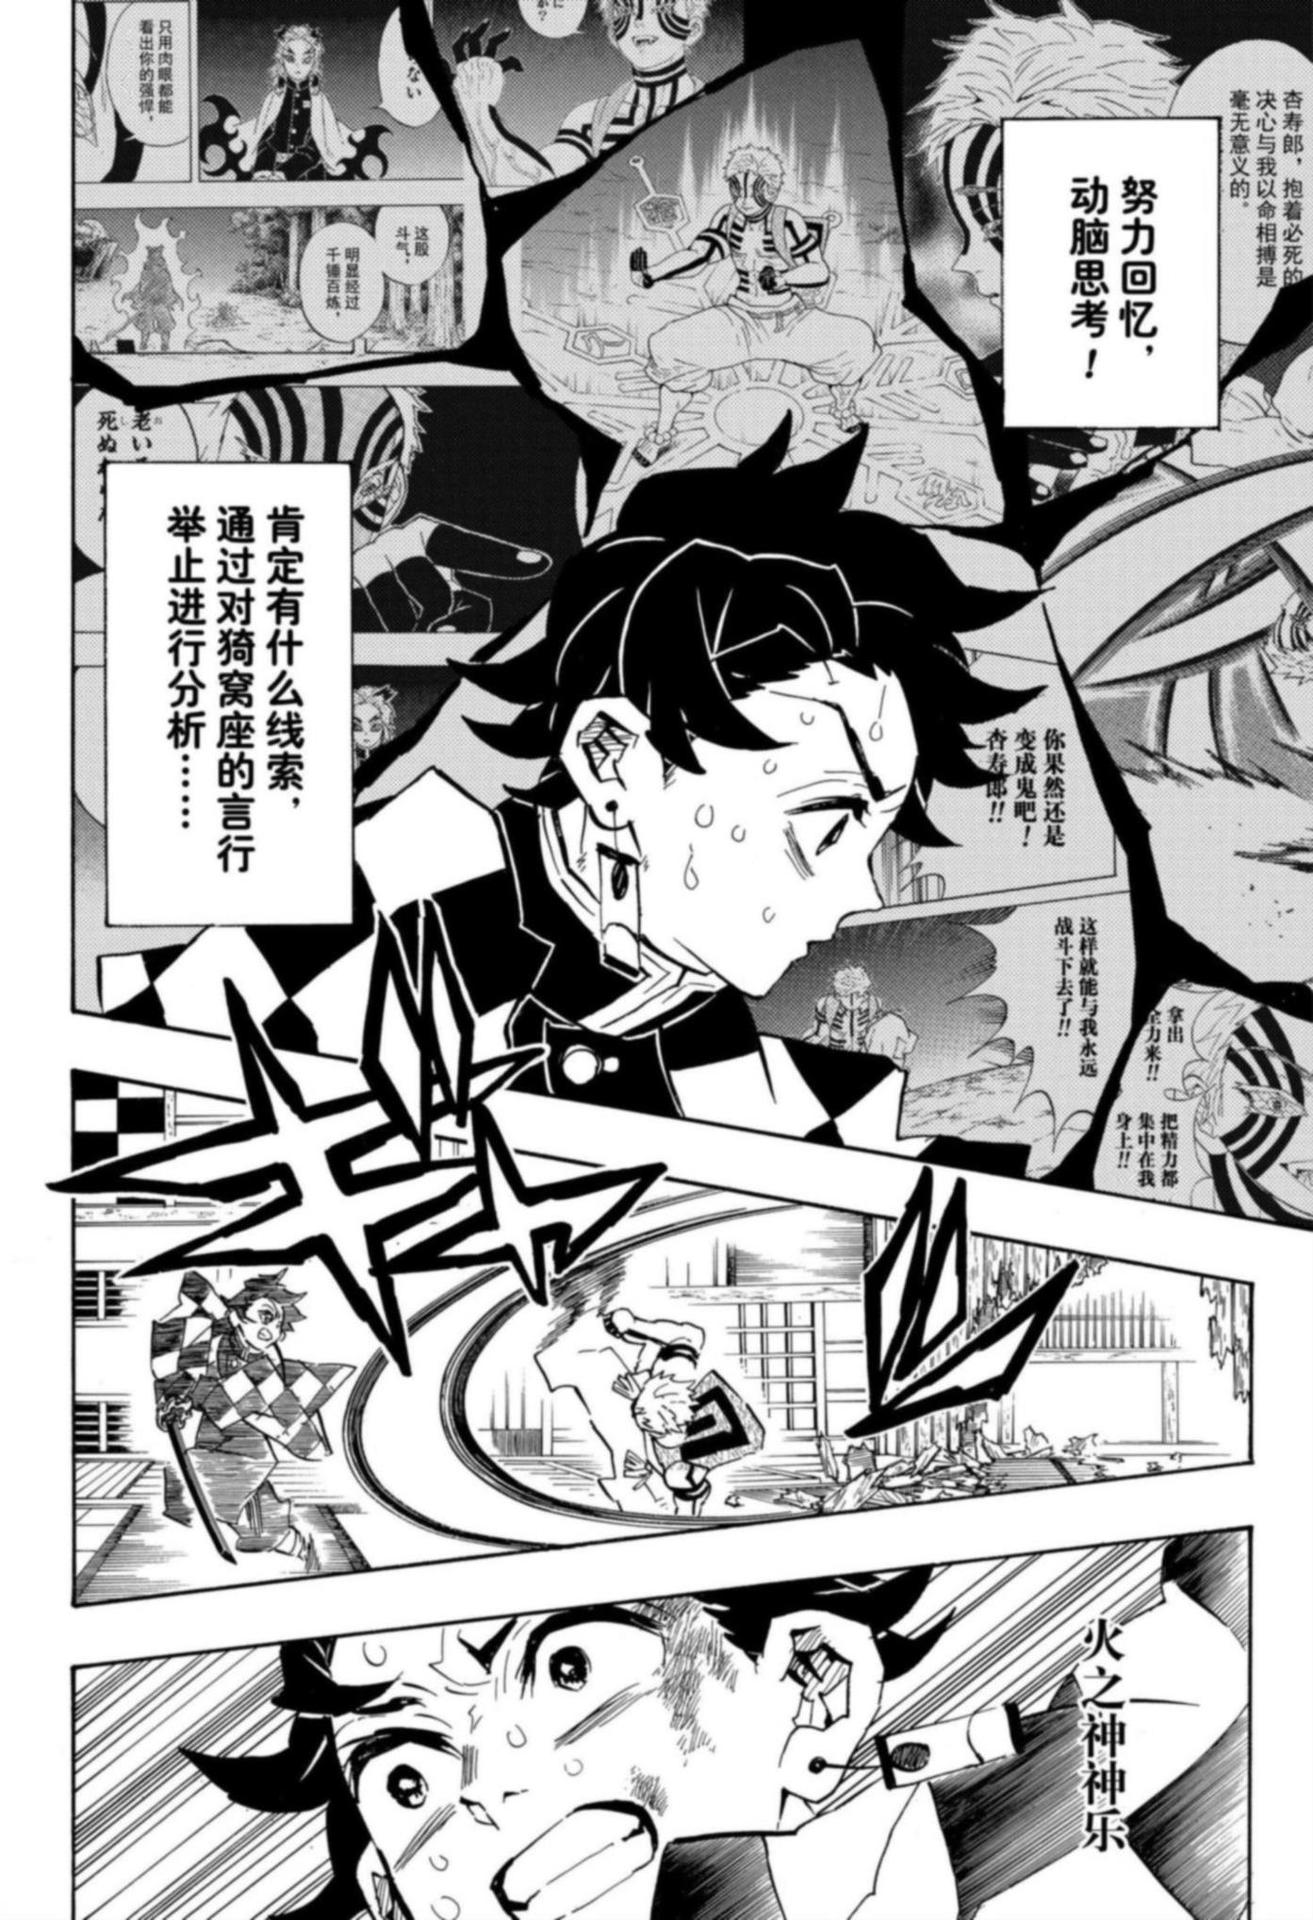 杏寿郎，抱着必死的
决心与我以命相搏是
毫无意义的。
努力回忆，
动脑思考！
ない
只用肉眼都能
看出你的强悍，
这股
斗气，
明显经过
千锤百炼，
老い
死ぬ
肯定有什么线索，
通过对猗窝座的言行
举止进行分析……
你果然还是
变成鬼吧！
杏寿郎!!
这样就能与我永远
战斗下去了!!
拿出
全力来!!
把精力都
集中在我
身上!!
火之神神乐